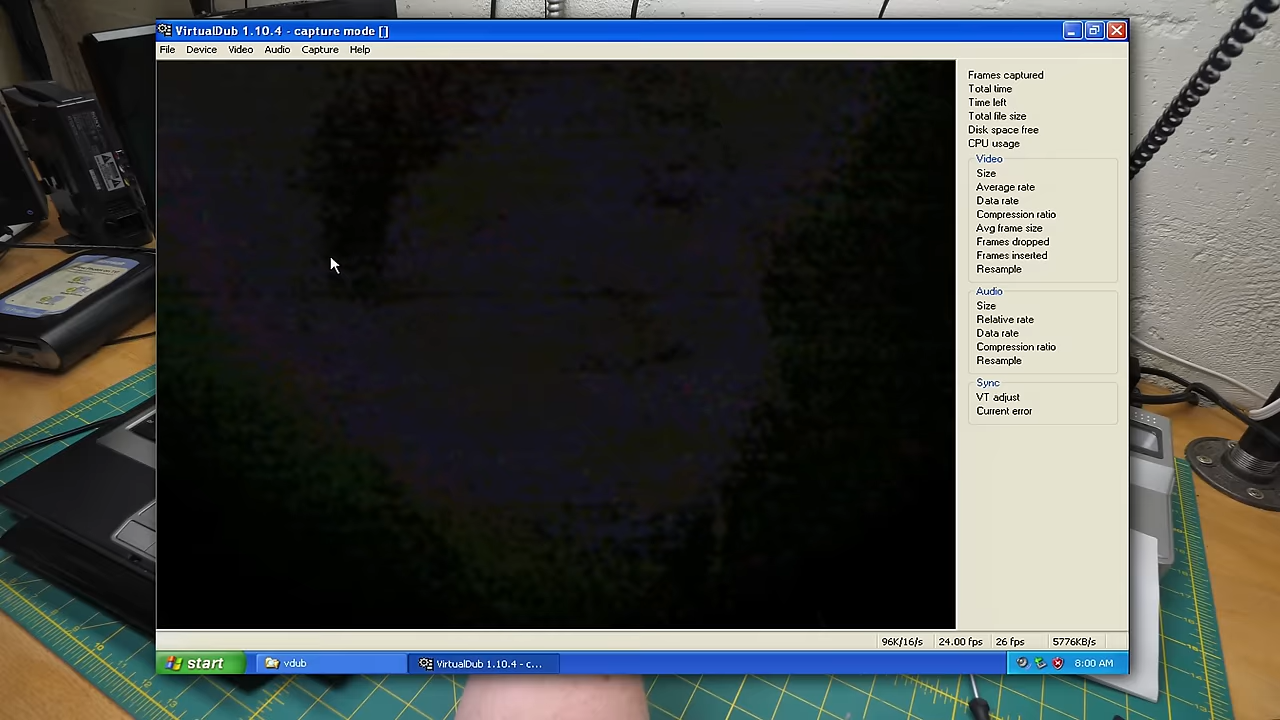 VirtualDub 1.10.4 - capture mode []
File Device Video Audio Capture Help
Frames captured
Total time
Time left
Total file size
Disk space free
CPU usage
Video
Size
Average rate
Data rate
Compression ratio
Avg frame size
Frames dropped
Frames inserted
Resample
Audio
Size
Relative rate
Data rate
Compression ratio
Resample
Sync
VT adjust
Current error
96K/16/s 24.00 fps 26 fps 5776KB/s
start vdub VirtualDub 1.10.4 - c... 8:00 AM